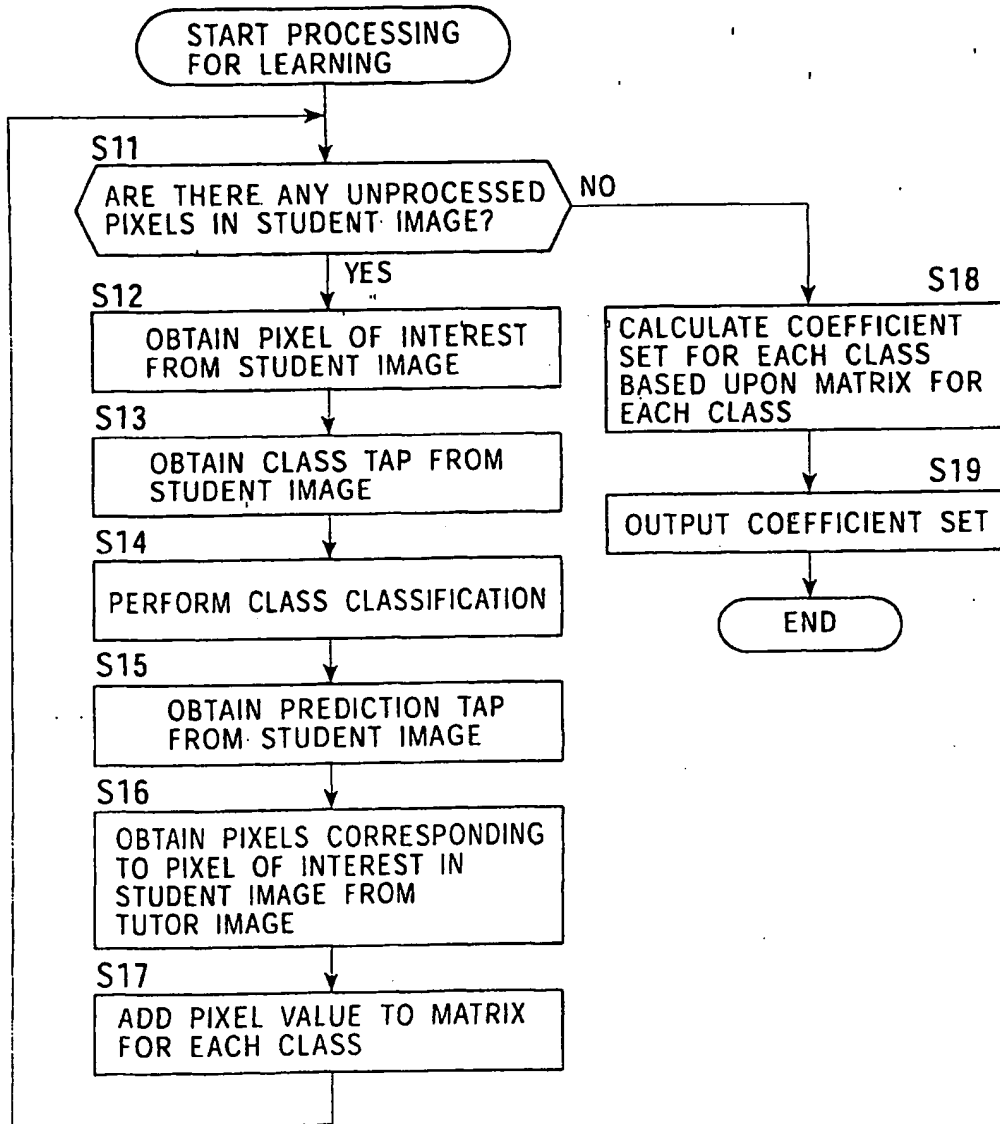 START PROCESSING
FOR LEARNING
S11
ARE THERE ANY UNPROCESSED
PIXELS IN STUDENT IMAGE?
NO
YES
S12
OBTAIN PIXEL OF INTEREST
FROM STUDENT IMAGE
S13
OBTAIN CLASS TAP FROM
STUDENT IMAGE
S14
PERFORM CLASS CLASSIFICATION
S15
OBTAIN PREDICTION TAP
FROM STUDENT IMAGE
S16
OBTAIN PIXELS CORRESPONDING
TO PIXEL OF INTEREST IN
STUDENT IMAGE FROM
TUTOR IMAGE
S17
ADD PIXEL VALUE TO MATRIX
FOR EACH CLASS
S18
CALCULATE COEFFICIENT
SET FOR EACH CLASS
BASED UPON MATRIX FOR
EACH CLASS
S19
OUTPUT COEFFICIENT SET
END